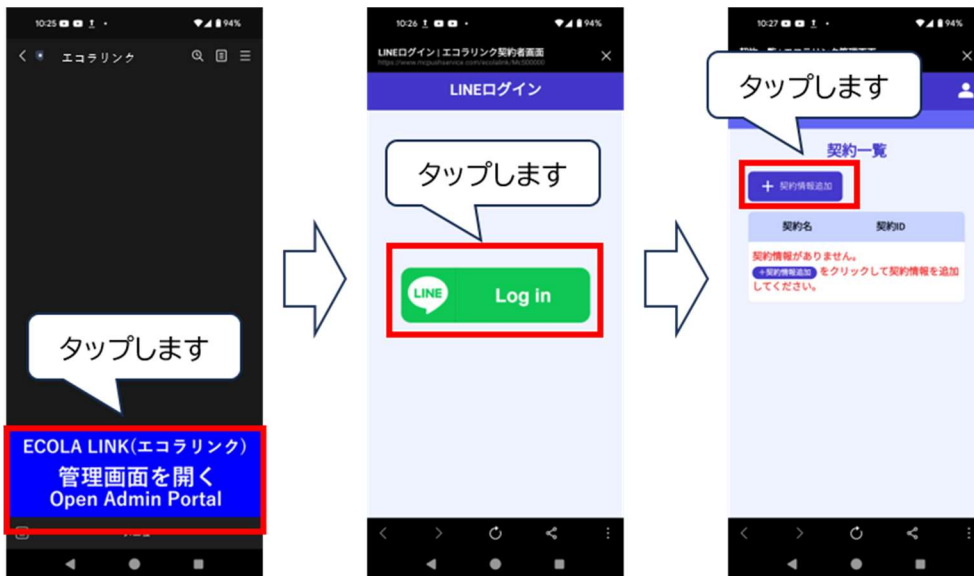 10:25
94%
エコラリンク
タップします
ECOLA LINK(エコラリンク)
管理画面を開く
Open Admin Portal
10:26
94%
LINEログイン | エコラリンク契約者画面
LINEログイン
タップします
LINE
Log in
10:27
94%
タップします
契約一覧
＋ 契約情報追加
契約名 契約ID
契約情報がありません。
＋契約情報追加 をクリックして契約情報を追加
してください。